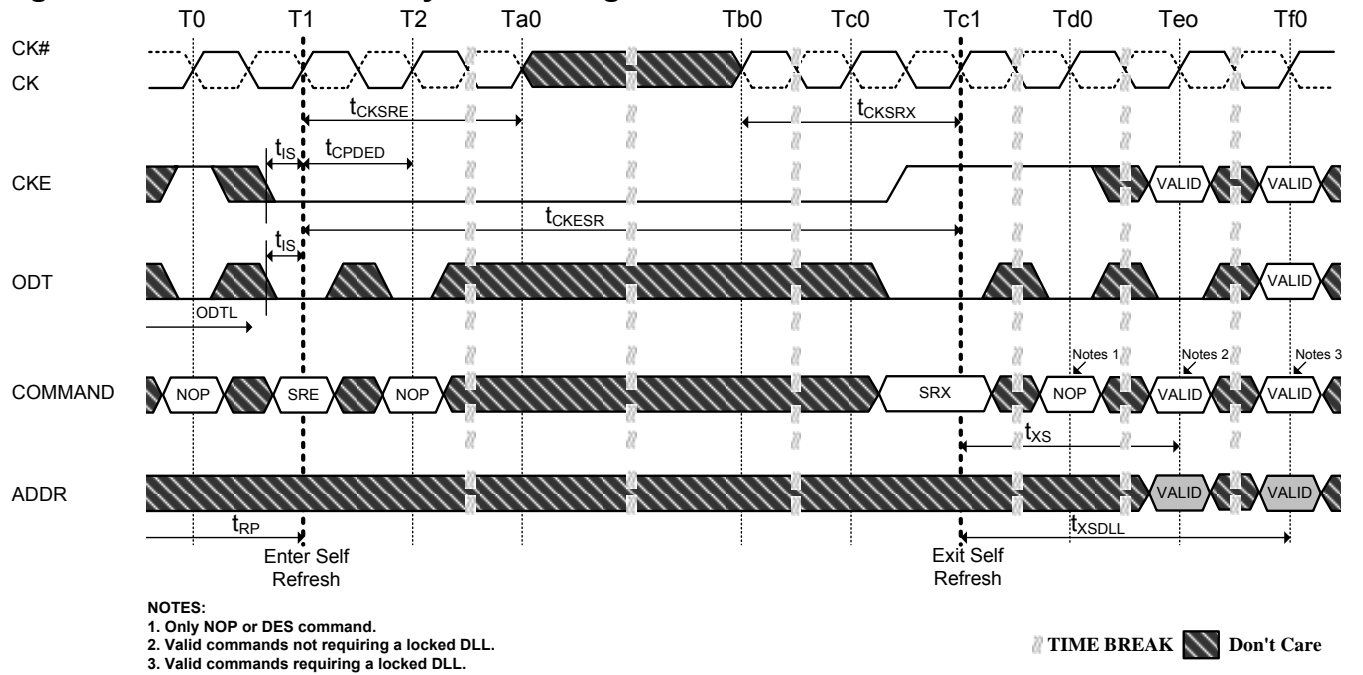 T0 T1 T2 Ta0 Tb0 Tc0 Tc1 Td0 Teo Tf0
CK#
CK
tCKSRE tCKSRX
tIS tCPDED
CKE VALID VALID
tCKESR
tIS
ODT VALID
ODTL
Notes 1 Notes 2 Notes 3
COMMAND NOP SRE NOP SRX NOP VALID VALID
tXS
ADDR VALID VALID
tRP tXSDLL
Enter Self Exit Self
Refresh Refresh
NOTES:
1. Only NOP or DES command.
2. Valid commands not requiring a locked DLL.
3. Valid commands requiring a locked DLL.
TIME BREAK Don't Care